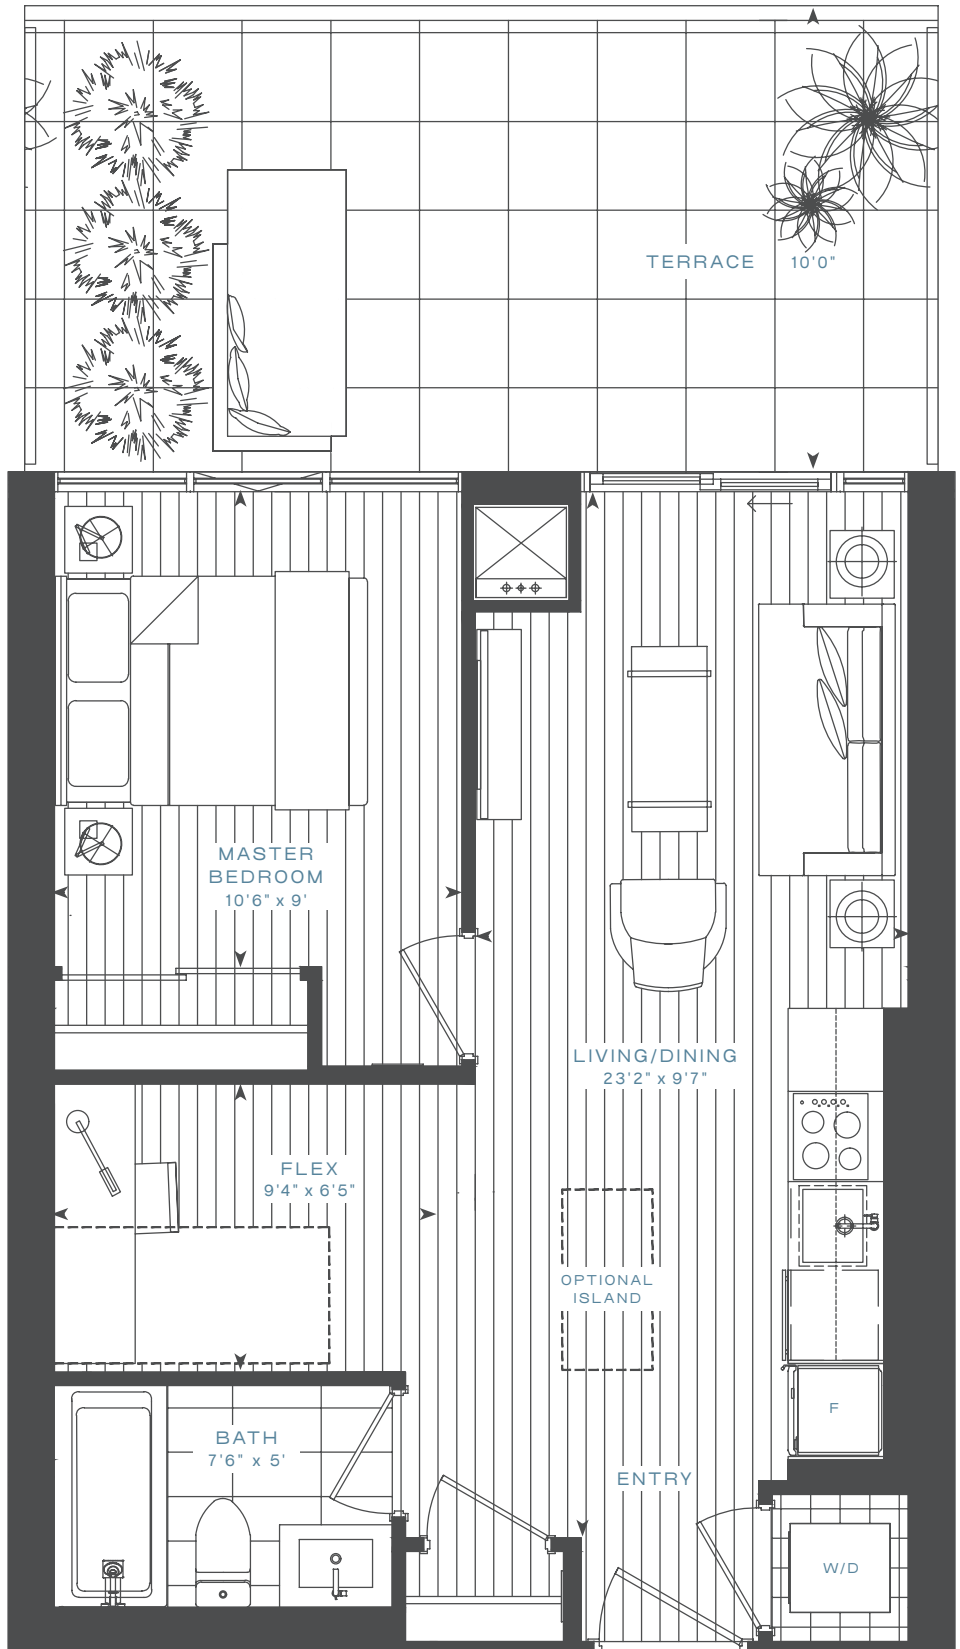 TERRACE 10'0"
MASTER
BEDROOM
10'6" x 9'
LIVING/DINING
23'2" x 9'7"
FLEX
9'4" x 6'5"
OPTIONAL
ISLAND
F
BATH
7'6" x 5'
ENTRY
W/D